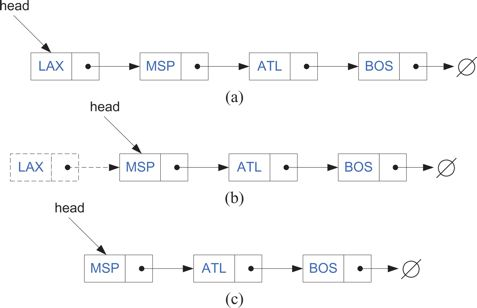 head
LAX MSP ATL BOS ∅
(a)
head
LAX MSP ATL BOS ∅
(b)
head
MSP ATL BOS ∅
(c)